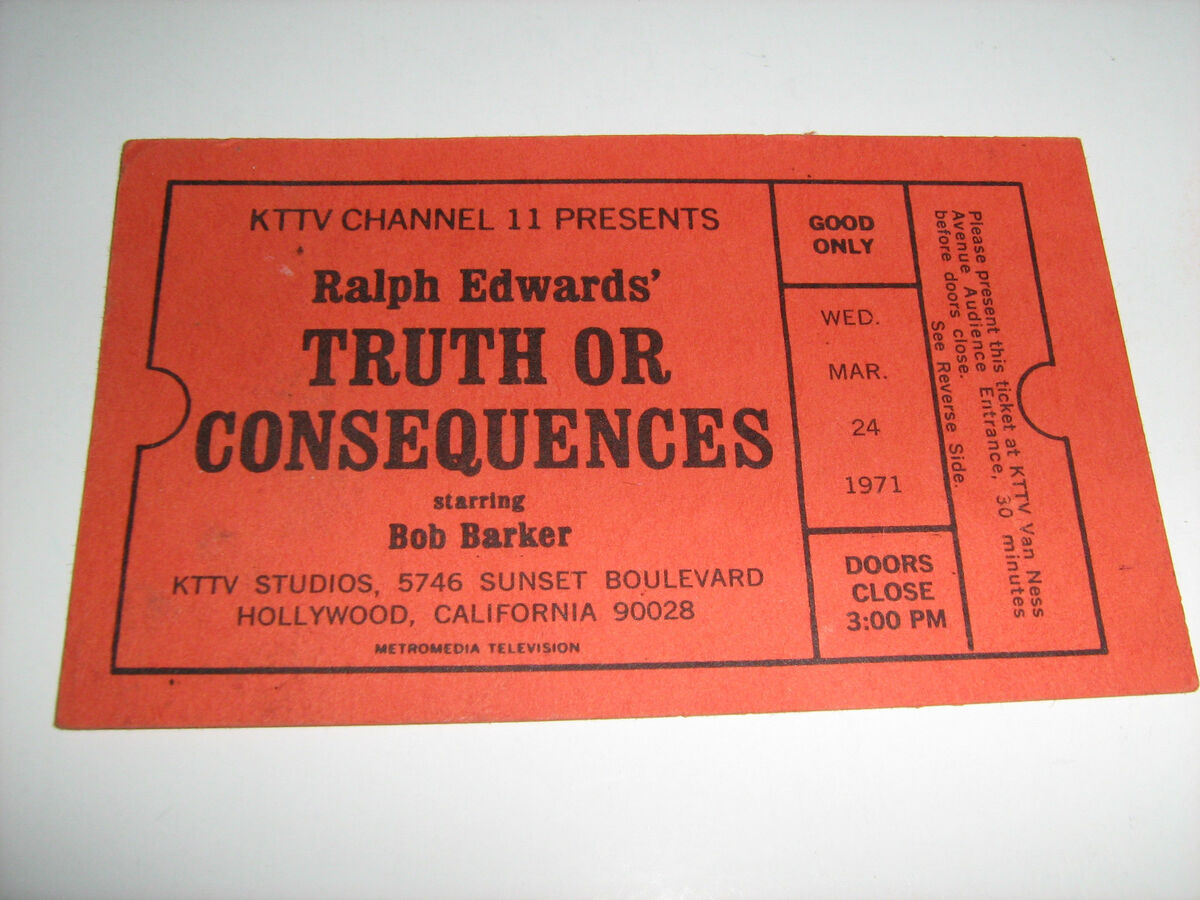 KTTV CHANNEL 11 PRESENTS
Ralph Edwards'
TRUTH OR
CONSEQUENCES
starring
Bob Barker
KTTV STUDIOS, 5746 SUNSET BOULEVARD
HOLLYWOOD, CALIFORNIA 90028
METROMEDIA TELEVISION
GOOD
ONLY
WED.
MAR.
24
1971
DOORS
CLOSE
3:00 PM
Please present this ticket at KTTV Van Ness
Avenue Audience Entrance, 30 minutes
before doors close.
See Reverse Side.